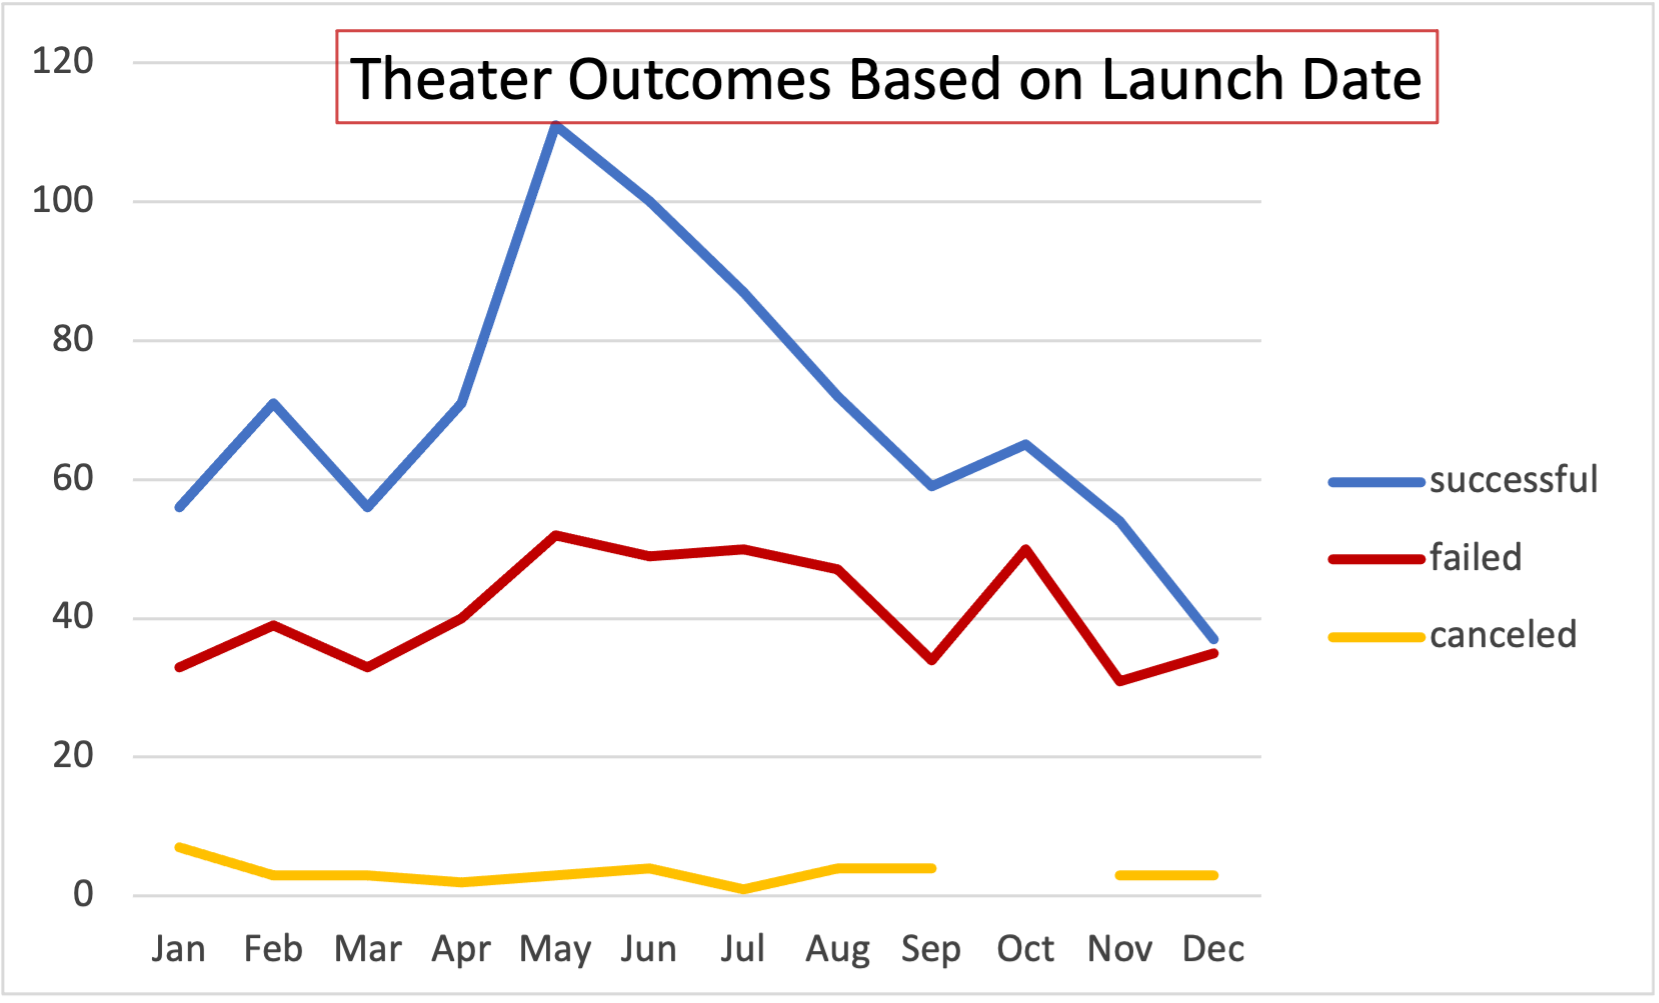 Theater Outcomes Based on Launch Date
120
100
80
60
40
20
0
Jan Feb Mar Apr May Jun Jul Aug Sep Oct Nov Dec
successful
failed
canceled